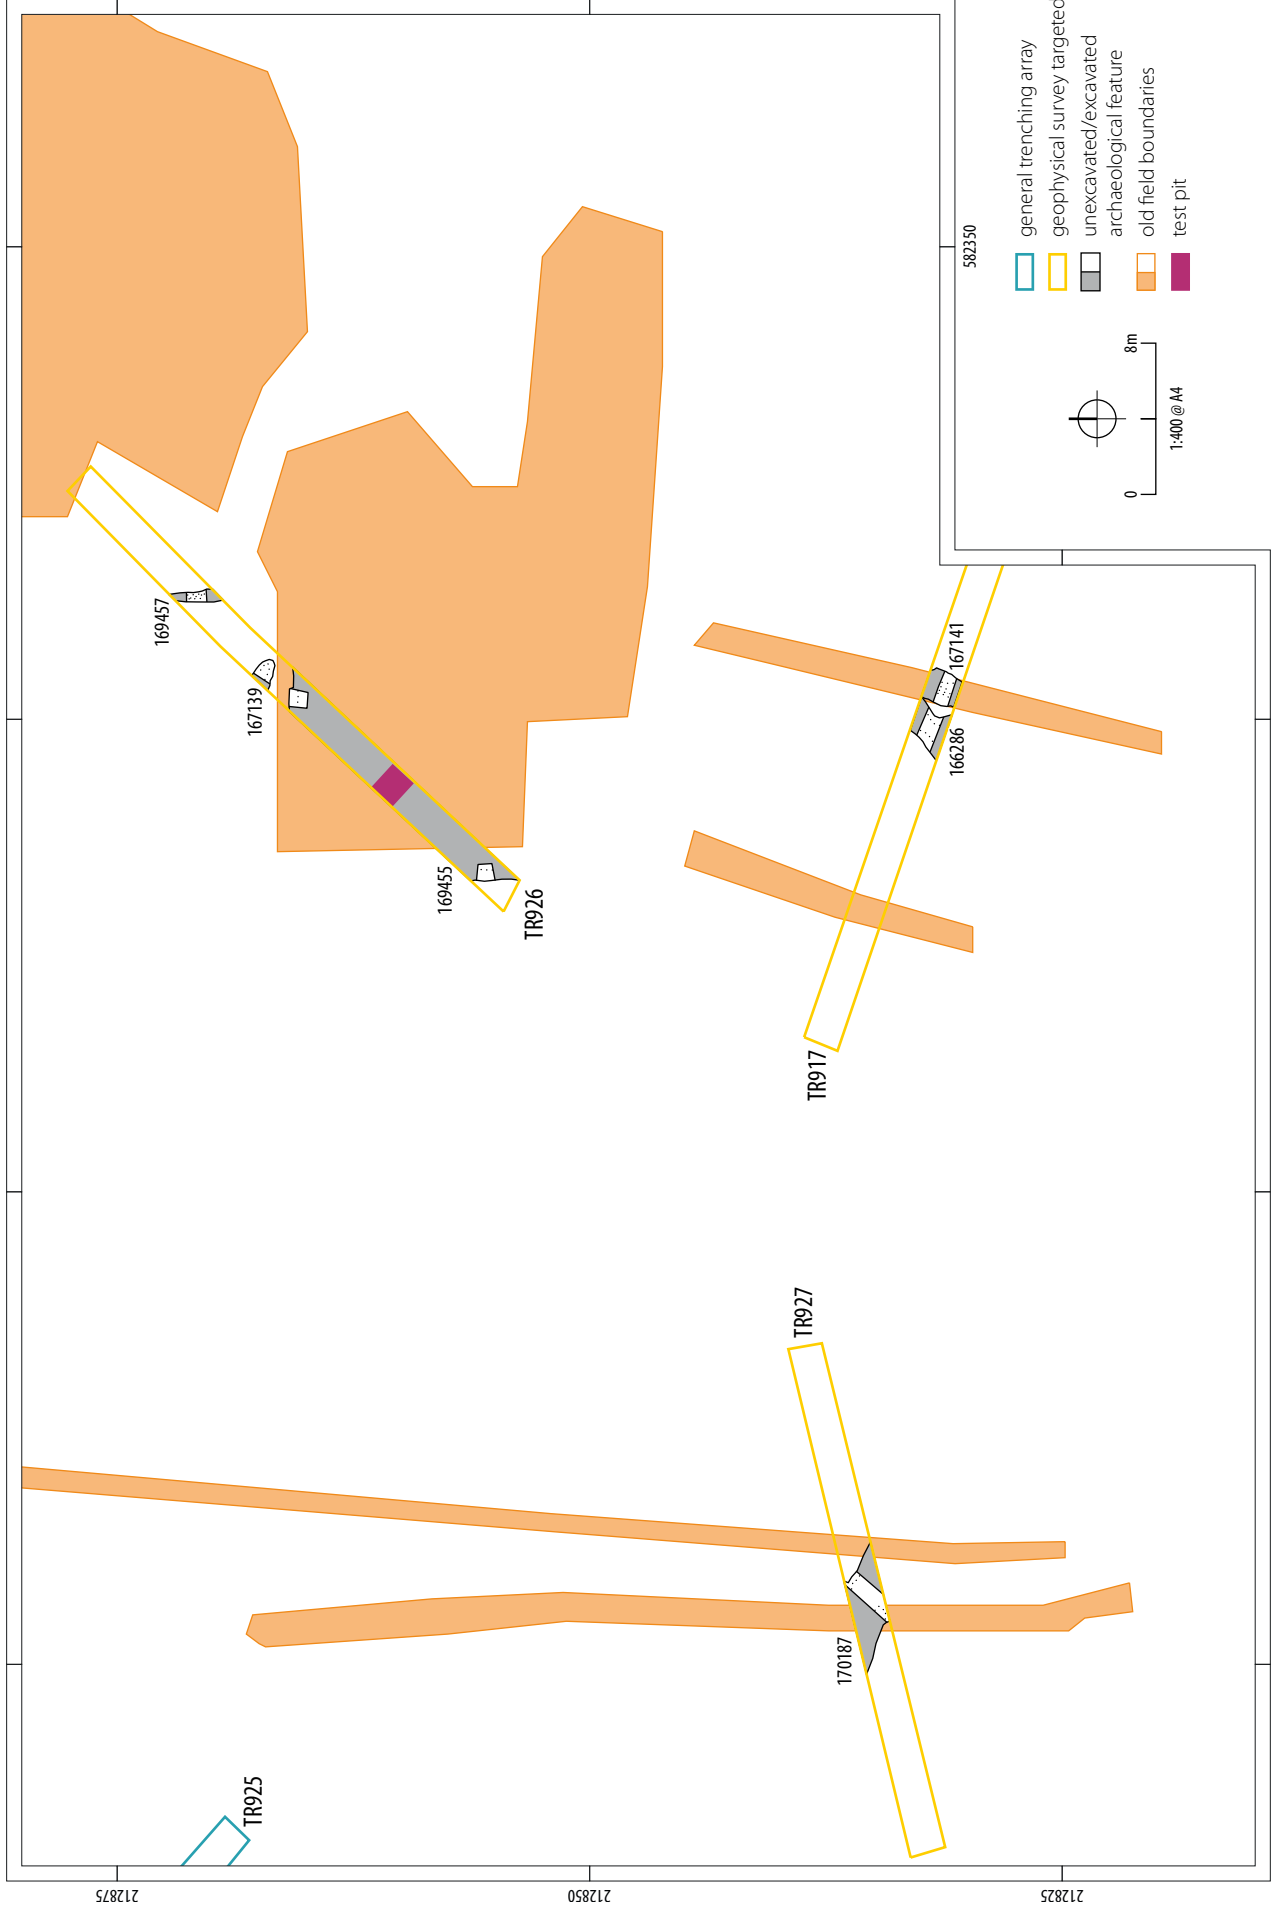 169457
167139
169455
TR926
167141
166286
TR917
TR927
170187
TR925
212875
212850
212825
582350
general trenching array
geophysical survey targeted
unexcavated/excavated
archaeological feature
old field boundaries
test pit
0
8m
1:400 @ A4